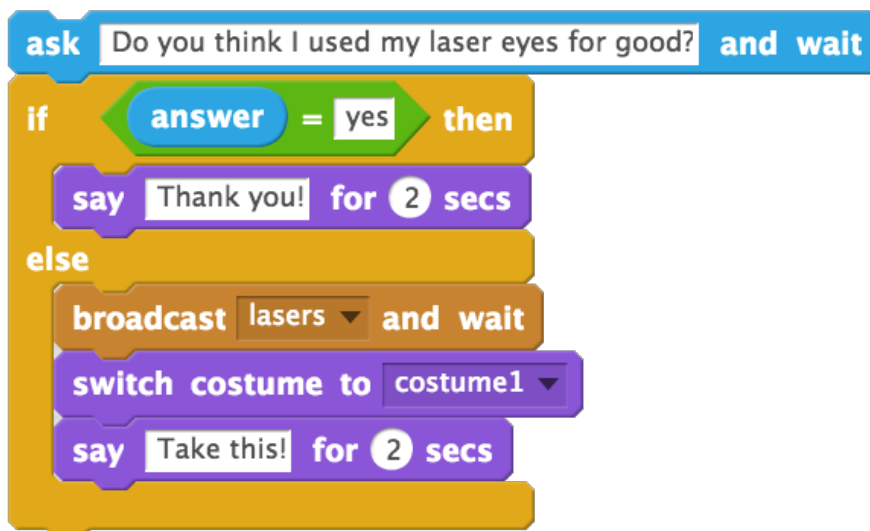 ask Do you think I used my laser eyes for good? and wait
if answer = yes then
say Thank you! for 2 secs
else
broadcast lasers and wait
switch costume to costume1
say Take this! for 2 secs